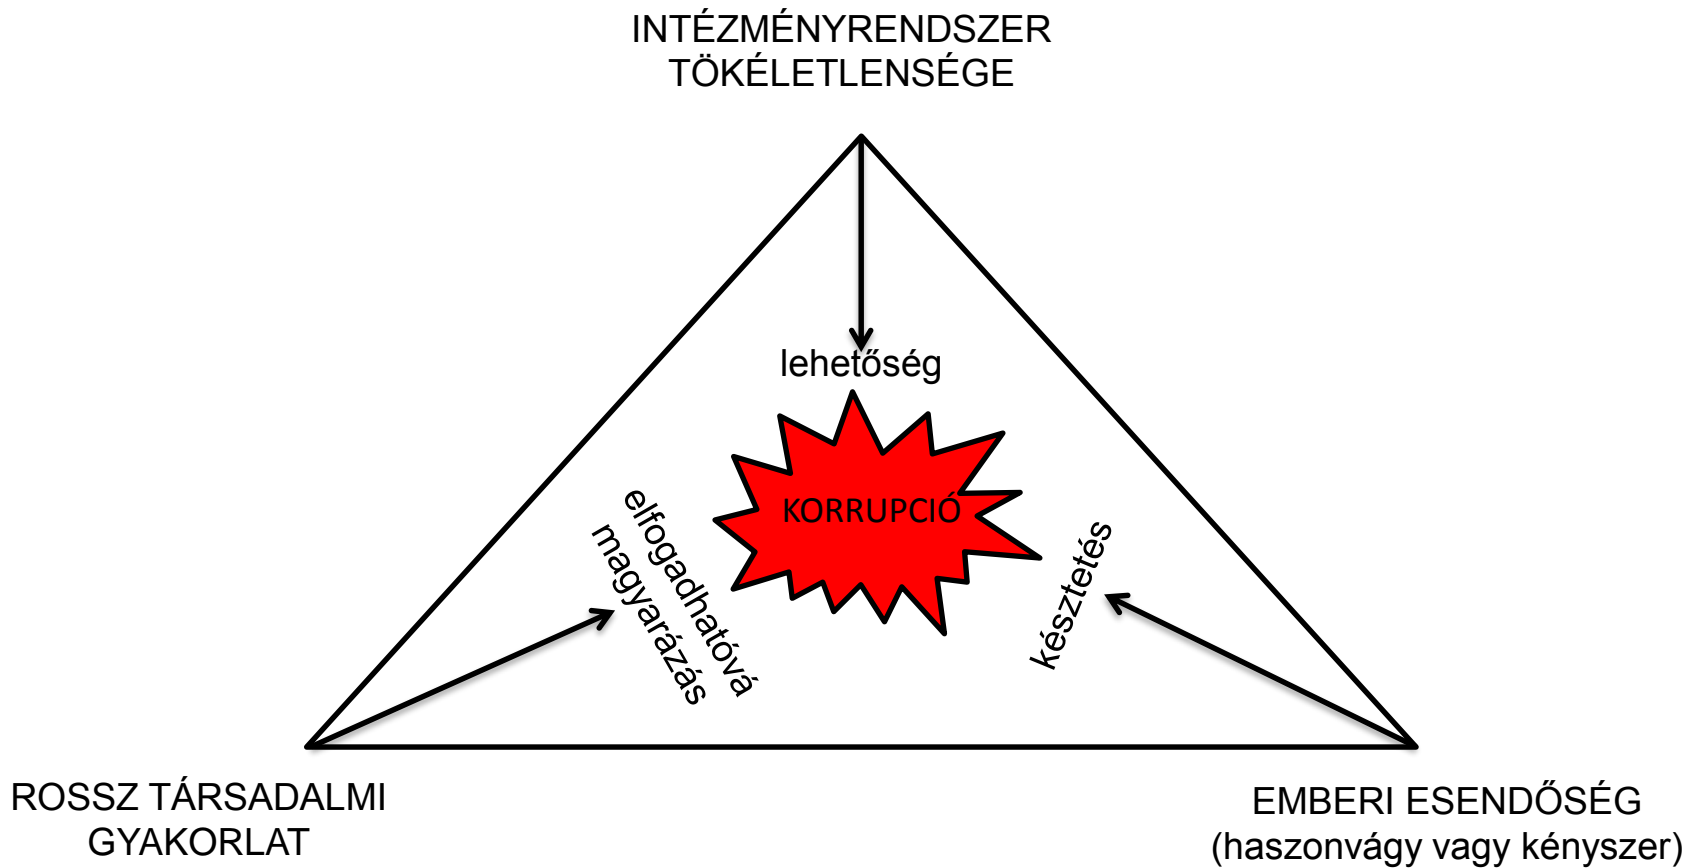 INTÉZMÉNYRENDSZER
TÖKÉLETLENSÉGE
lehetőség
KORRUPCIÓ
elfogadhatóvá
magyarázás
késztetés
ROSSZ TÁRSADALMI
GYAKORLAT
EMBERI ESENDŐSÉG
(haszonvágy vagy kényszer)